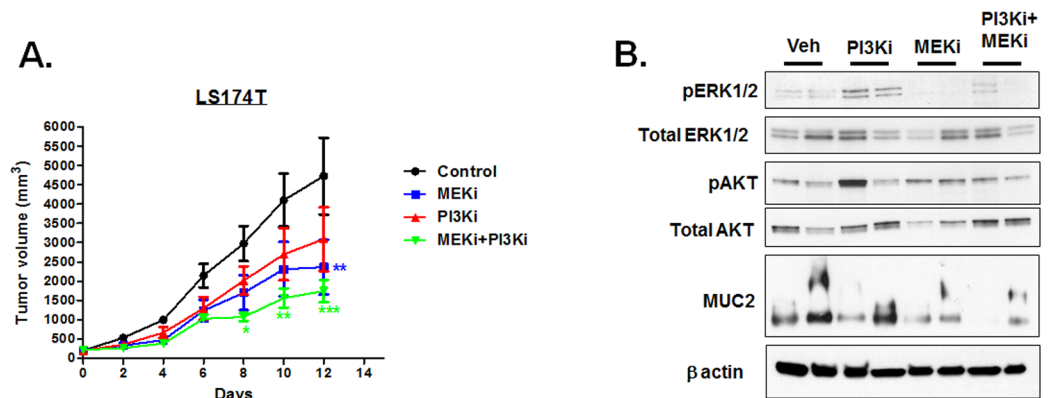 A.
LS174T
Tumor volume (mm3)
6000
5500
5000
4500
4000
3500
3000
2500
2000
1500
1000
500
0
0 2 4 6 8 10 12 14
Days
* ** *** **
Control
MEKi
PI3Ki
MEKi+PI3Ki
B.
Veh PI3Ki MEKi PI3Ki+
MEKi
pERK1/2
Total ERK1/2
pAKT
Total AKT
MUC2
β actin